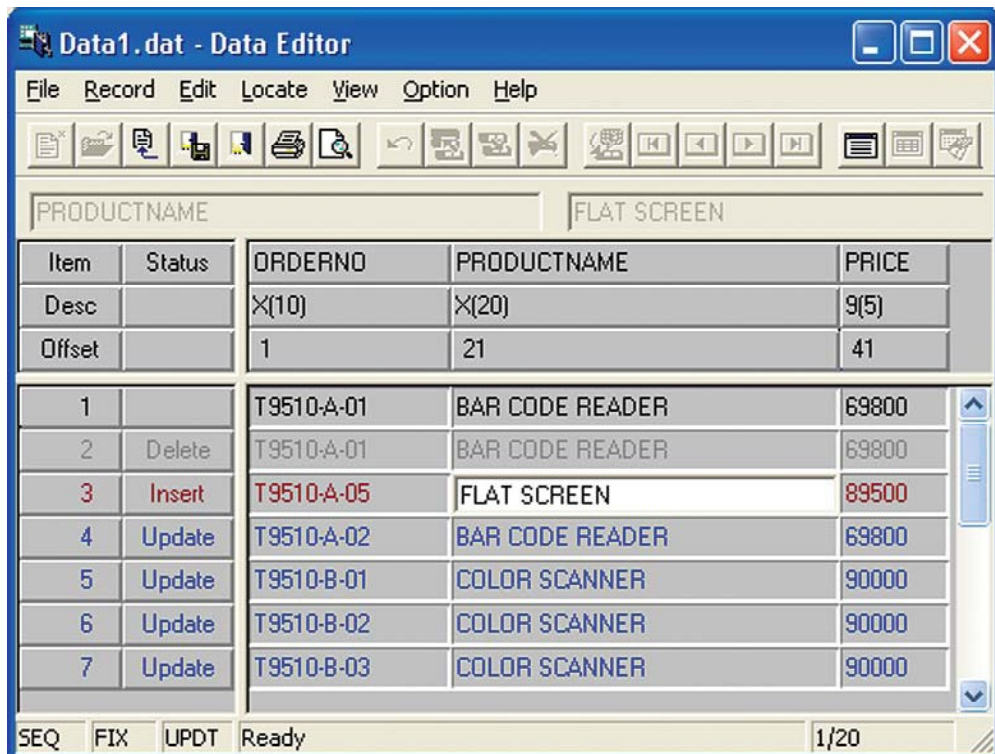 Data1.dat - Data Editor
File Record Edit Locate View Option Help
PRODUCTNAME FLAT SCREEN
Item Status ORDERNO PRODUCTNAME PRICE
Desc X(10) X(20) 9(5)
Offset 1 21 41
1 T9510-A-01 BAR CODE READER 69800
2 Delete T9510-A-01 BAR CODE READER 69800
3 Insert T9510-A-05 FLAT SCREEN 89500
4 Update T9510-A-02 BAR CODE READER 69800
5 Update T9510-B-01 COLOR SCANNER 90000
6 Update T9510-B-02 COLOR SCANNER 90000
7 Update T9510-B-03 COLOR SCANNER 90000
SEQ FIX UPDT Ready 1/20